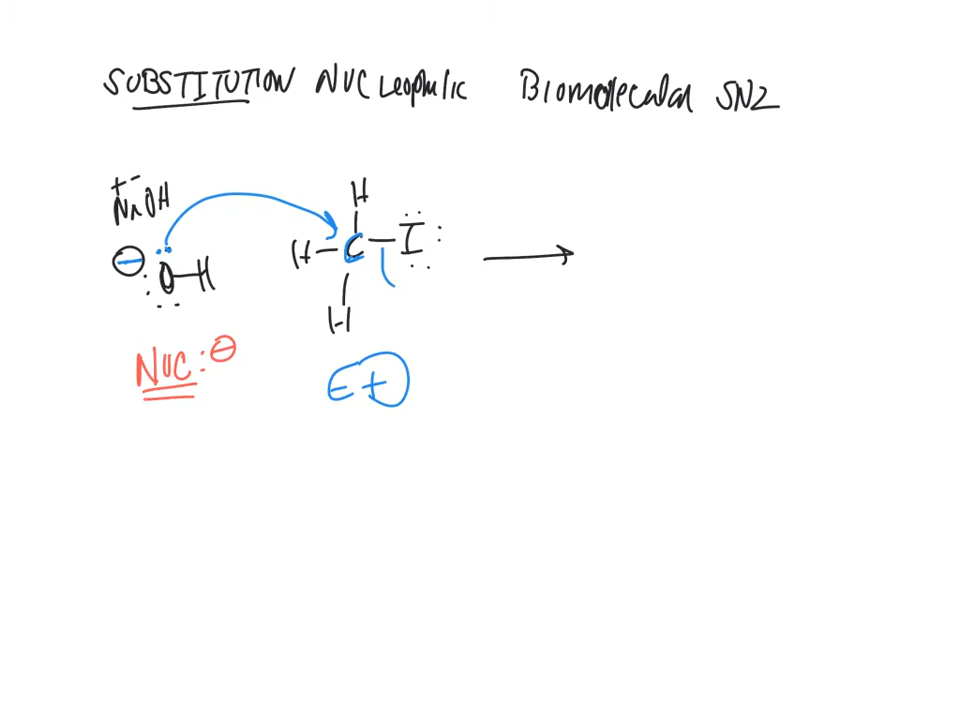 SUBSTITUTION NUCleophilic Biomolecular SN2
+ -
NaOH
H
⊖ :O-H H-C-I:
H
NUC:⊖ E+